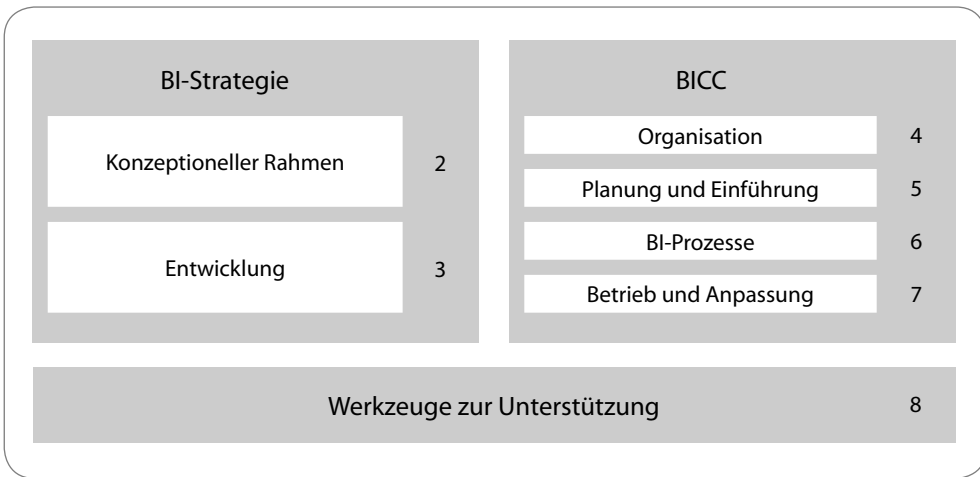 BI-Strategie
Konzeptioneller Rahmen 2
Entwicklung 3
BICC
Organisation 4
Planung und Einführung 5
BI-Prozesse 6
Betrieb und Anpassung 7
Werkzeuge zur Unterstützung 8